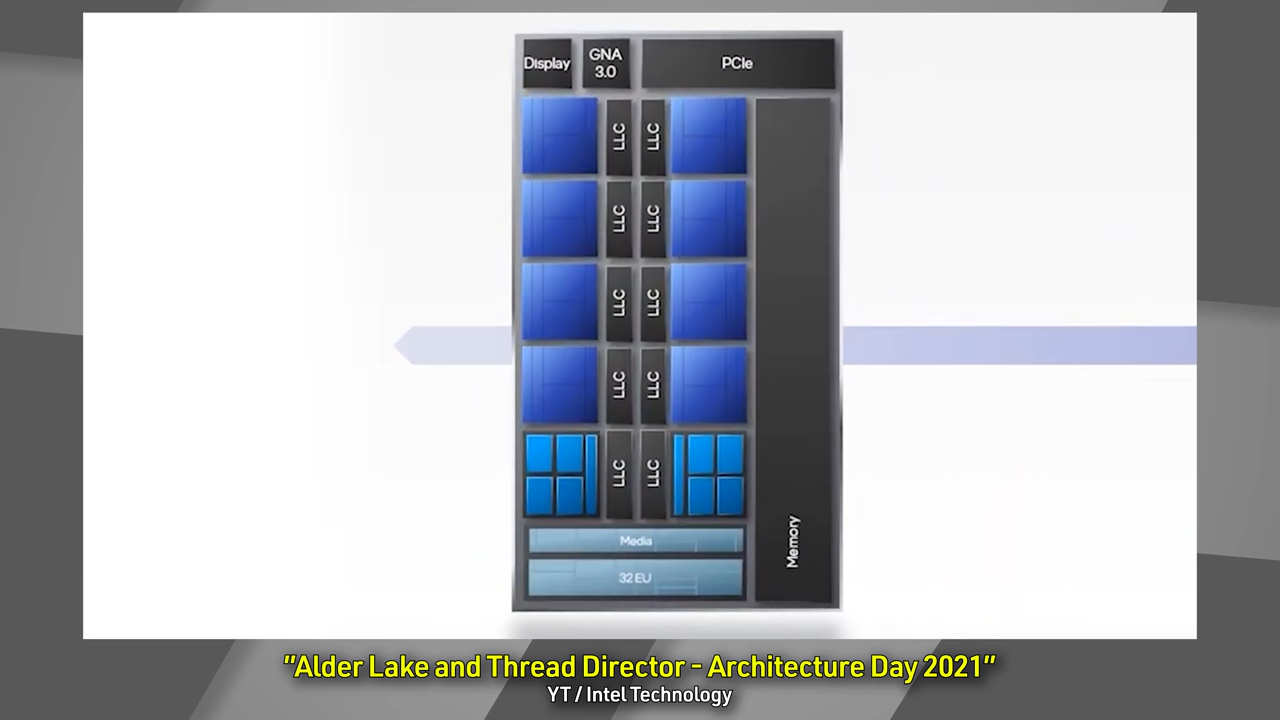 Display
GNA
3.0
PCIe
LLC
LLC
LLC
LLC
LLC
LLC
LLC
LLC
LLC
LLC
Memory
Media
32 EU
"Alder Lake and Thread Director - Architecture Day 2021"
YT / Intel Technology